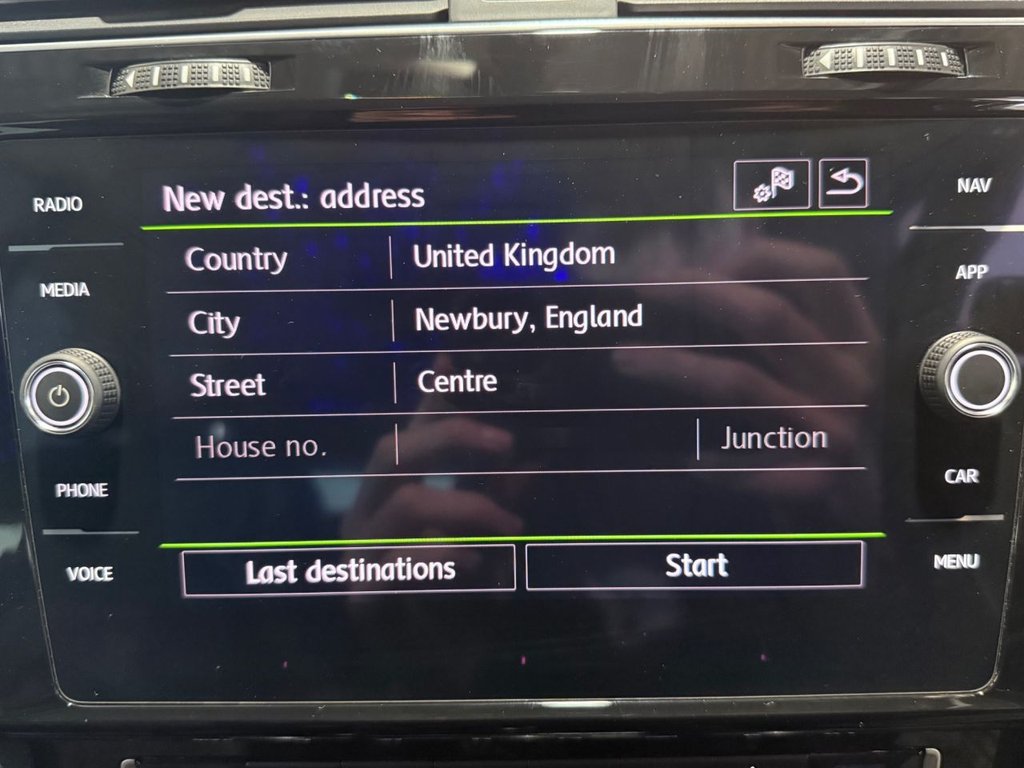 RADIO
MEDIA
PHONE
VOICE
New dest.: address
Country United Kingdom
City Newbury, England
Street Centre
House no. Junction
Last destinations Start
NAV
APP
CAR
MENU